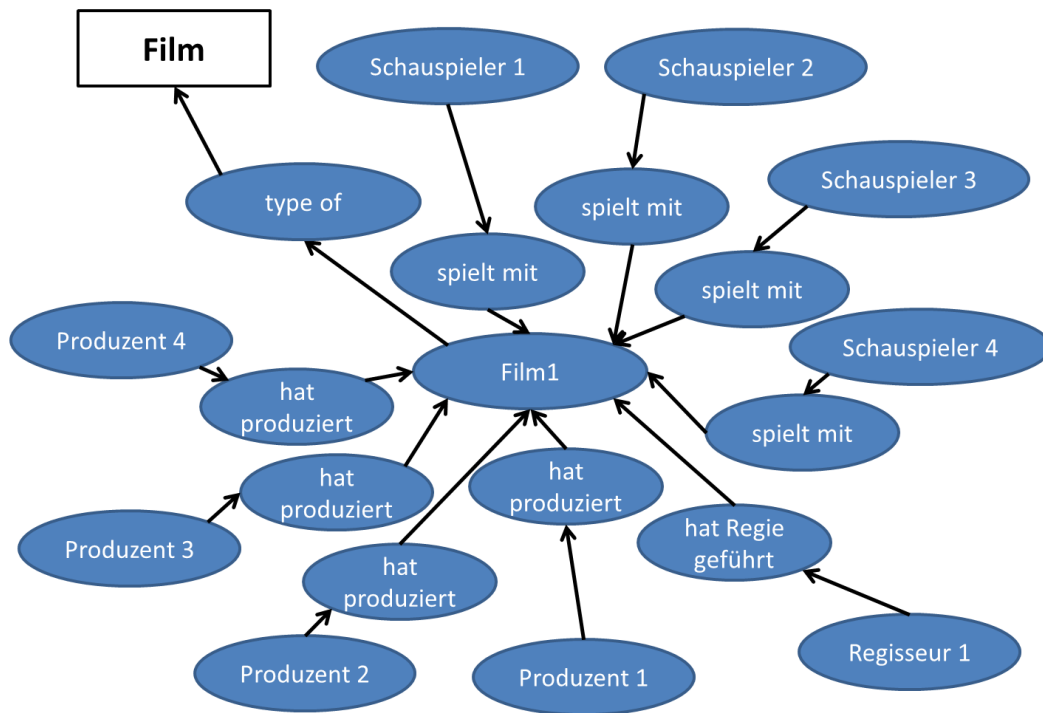 Film
Schauspieler 1
Schauspieler 2
Schauspieler 3
type of
spielt mit
spielt mit
spielt mit
Produzent 4
Film1
Schauspieler 4
hat
produziert
spielt mit
hat
produziert
hat
produziert
hat Regie
geführt
Produzent 3
hat
produziert
Produzent 2
Produzent 1
Regisseur 1